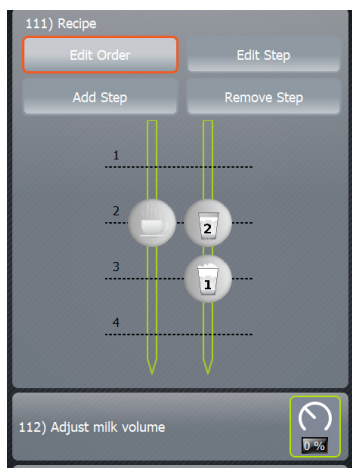 111) Recipe
Edit Order
Edit Step
Add Step
Remove Step
1
2
2
3
1
4
112) Adjust milk volume
0 %